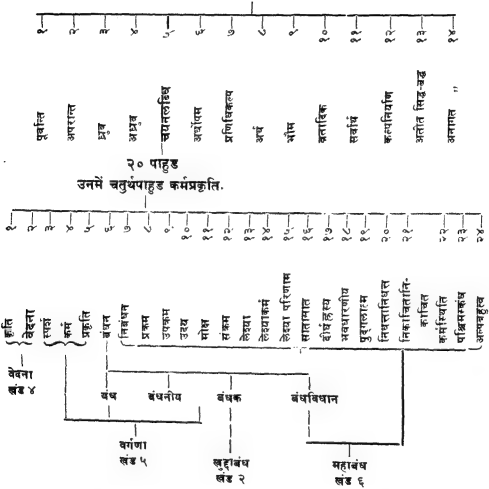 १ २ ३ ४ ५ ६ ७ ८ ९ १० ११ १२ १३ १४
पूर्वान्त
अपरान्त
ध्रुव
अध्रुव
चयनलब्धि
अर्धोपम
प्रणिधिकल्प
अर्थ
भौम
व्रतादिक
सर्वार्थ
कल्पनिर्याण
अतीत सिद्ध-बद्ध
अनागत "
२० पाहुड
उनमें चतुर्थपाहुड कर्मप्रकृति.
१ २ ३ ४ ५ ६ ७ ८ ९ १० ११ १२ १३ १४ १५ १६ १७ १८ १९ २० २१ २२ २३ २४
कृति
वेदना
स्पर्श
कर्म
प्रकृति
बंधन
निबंधन
प्रक्रम
उपक्रम
उदय
मोक्ष
संक्रम
लेश्या
लेश्याकर्म
लेश्या परिणाम
सातासात
दीर्घह्रस्व
भवधारणीय
पुद्गलात्म
निधत्तानिधत्त
निकाचितानि-
काचित
कर्मस्थिति
पश्चिमस्कंध
अल्पबहुत्व
वेदना
खंड ४
बंध बंधनीय बंधक बंधविधान
वर्गणा
खंड ५
खुद्दाबंध
खंड २
महाबंध
खंड ६